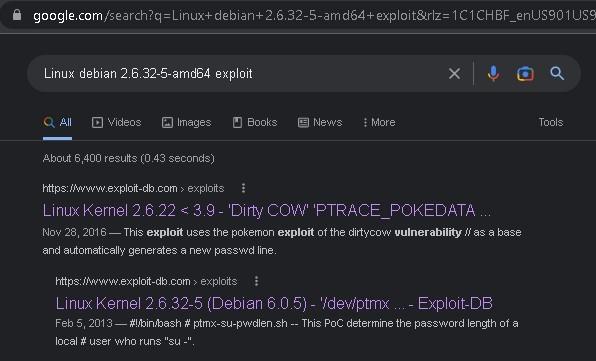 google.com/search?q=Linux+debian+2.6.32-5-amd64+exploit&rlz=1C1CHBF_enUS901US9
Linux debian 2.6.32-5-amd64 exploit
All Videos Images Books News More Tools
About 6,400 results (0.43 seconds)
https://www.exploit-db.com › exploits
Linux Kernel 2.6.22 < 3.9 - 'Dirty COW' 'PTRACE_POKEDATA ...
Nov 28, 2016 — This exploit uses the pokemon exploit of the dirtycow vulnerability // as a base
and automatically generates a new passwd line.
https://www.exploit-db.com › exploits
Linux Kernel 2.6.32-5 (Debian 6.0.5) - '/dev/ptmx ... - Exploit-DB
Feb 5, 2013 — #!/bin/bash # ptmx-su-pwdlen.sh -- This PoC determine the password length of a
local # user who runs "su -".